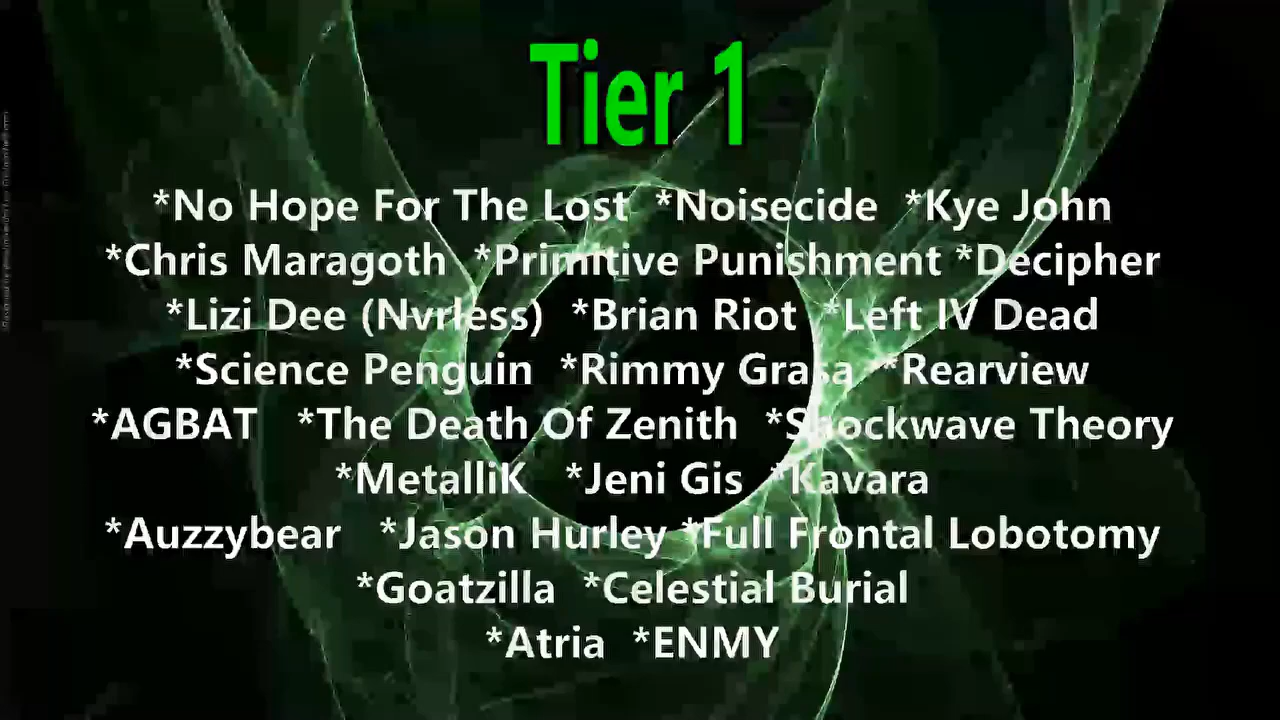 Tier 1
*No Hope For The Lost *Noisecide *Kye John
*Chris Maragoth *Primitive Punishment *Decipher
*Lizi Dee (Nvrless) *Brian Riot *Left IV Dead
*Science Penguin *Rimmy Grasa *Rearview
*AGBAT *The Death Of Zenith *Shockwave Theory
*MetalliK *Jeni Gis *Kavara
*Auzzybear *Jason Hurley *Full Frontal Lobotomy
*Goatzilla *Celestial Burial
*Atria *ENMY